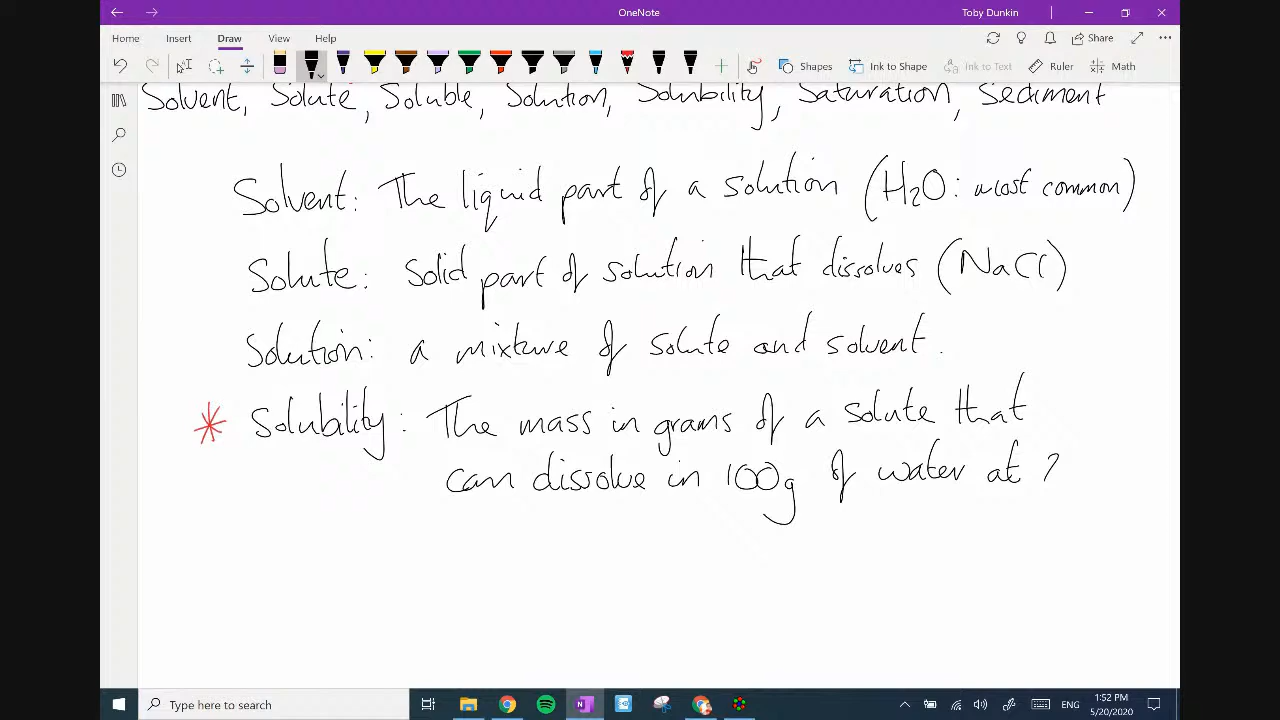 OneNote
Toby Dunkin
Home Insert Draw View Help
Share
Shapes Ink to Shape Ink to Text Ruler Math
Solvent, Solute, Soluble, Solution, Solubility, Saturation, Sediment
Solvent: The liquid part of a solution (H2O: most common)
Solute: Solid part of solution that dissolves (NaCl)
Solution: a mixture of solute and solvent.
* Solubility: The mass in grams of a solute that
can dissolve in 100g of water at
Type here to search
ENG
1:52 PM
5/20/2020